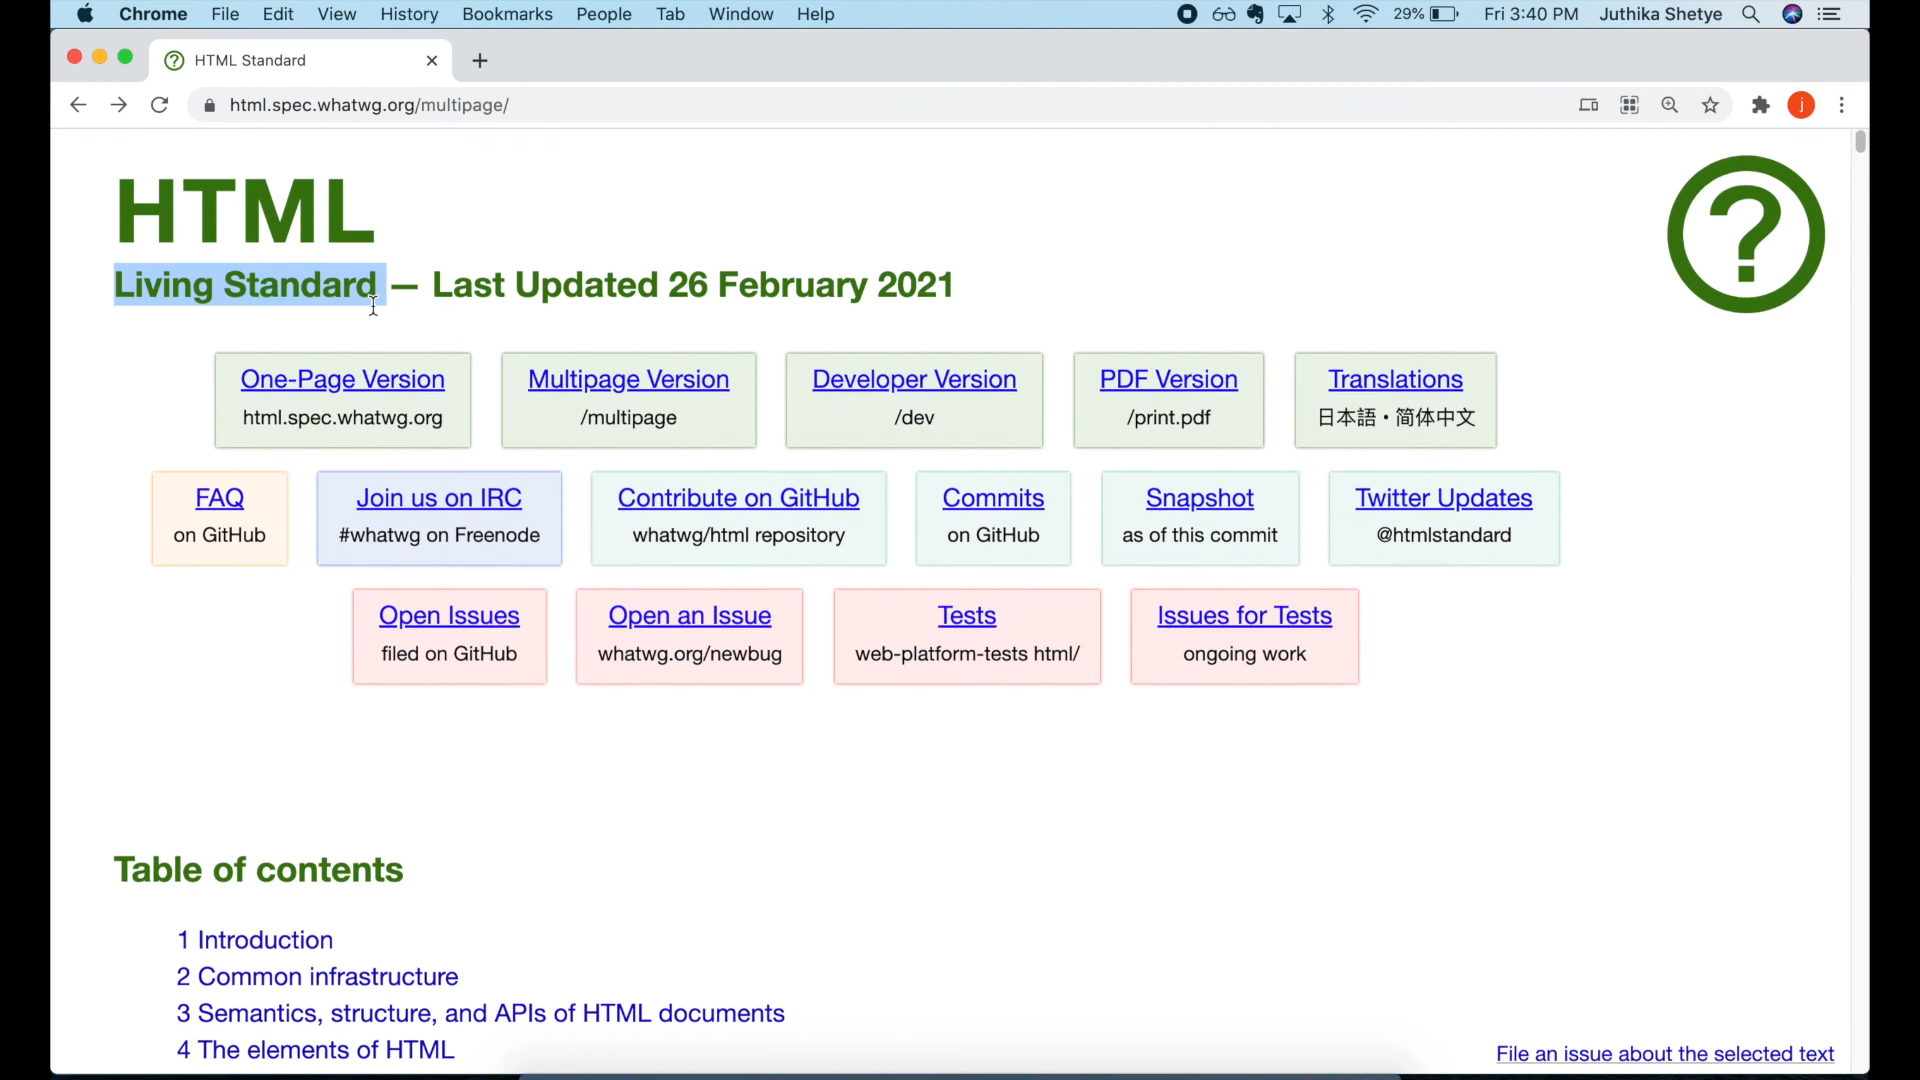 Chrome File Edit View History Bookmarks People Tab Window Help 29% Fri 3:40 PM Juthika Shetye
HTML Standard
html.spec.whatwg.org/multipage/
j
HTML
Living Standard — Last Updated 26 February 2021
One-Page Version Multipage Version Developer Version PDF Version Translations
html.spec.whatwg.org /multipage /dev /print.pdf 日本語・简体中文
FAQ Join us on IRC Contribute on GitHub Commits Snapshot Twitter Updates
on GitHub #whatwg on Freenode whatwg/html repository on GitHub as of this commit @htmlstandard
Open Issues Open an Issue Tests Issues for Tests
filed on GitHub whatwg.org/newbug web-platform-tests html/ ongoing work
Table of contents
1 Introduction
2 Common infrastructure
3 Semantics, structure, and APIs of HTML documents
4 The elements of HTML
File an issue about the selected text